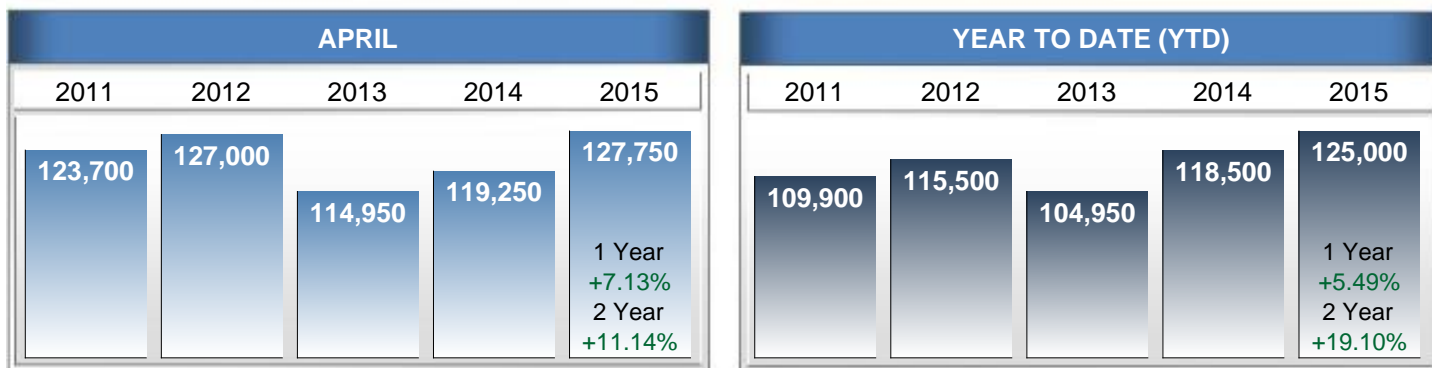 APRIL
2011 2012 2013 2014 2015
123,700 127,000 114,950 119,250 127,750
1 Year
+7.13%
2 Year
+11.14%
YEAR TO DATE (YTD)
2011 2012 2013 2014 2015
109,900 115,500 104,950 118,500 125,000
1 Year
+5.49%
2 Year
+19.10%